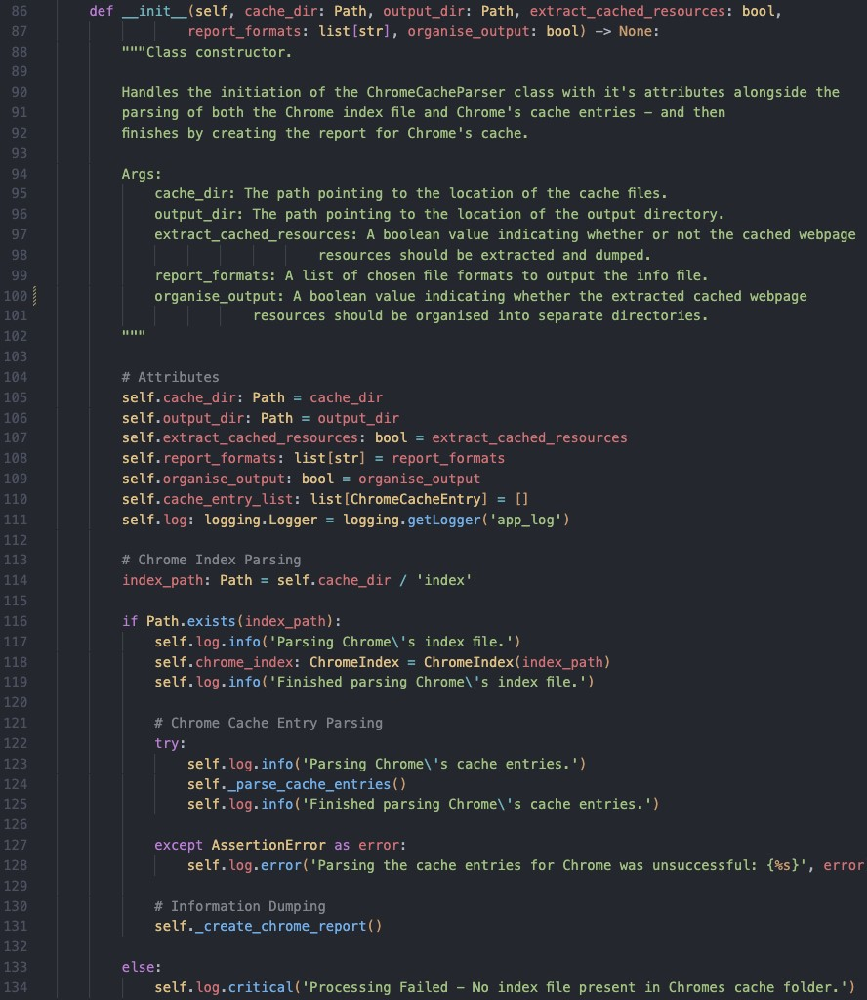 86 def __init__(self, cache_dir: Path, output_dir: Path, extract_cached_resources: bool,
87 report_formats: list[str], organise_output: bool) -> None:
88 """Class constructor.
89
90 Handles the initiation of the ChromeCacheParser class with it's attributes alongside the
91 parsing of both the Chrome index file and Chrome's cache entries - and then
92 finishes by creating the report for Chrome's cache.
93
94 Args:
95 cache_dir: The path pointing to the location of the cache files.
96 output_dir: The path pointing to the location of the output directory.
97 extract_cached_resources: A boolean value indicating whether or not the cached webpage
98 resources should be extracted and dumped.
99 report_formats: A list of chosen file formats to output the info file.
100 organise_output: A boolean value indicating whether the extracted cached webpage
101 resources should be organised into separate directories.
102 """
103
104 # Attributes
105 self.cache_dir: Path = cache_dir
106 self.output_dir: Path = output_dir
107 self.extract_cached_resources: bool = extract_cached_resources
108 self.report_formats: list[str] = report_formats
109 self.organise_output: bool = organise_output
110 self.cache_entry_list: list[ChromeCacheEntry] = []
111 self.log: logging.Logger = logging.getLogger('app_log')
112
113 # Chrome Index Parsing
114 index_path: Path = self.cache_dir / 'index'
115
116 if Path.exists(index_path):
117 self.log.info('Parsing Chrome\'s index file.')
118 self.chrome_index: ChromeIndex = ChromeIndex(index_path)
119 self.log.info('Finished parsing Chrome\'s index file.')
120
121 # Chrome Cache Entry Parsing
122 try:
123 self.log.info('Parsing Chrome\'s cache entries.')
124 self._parse_cache_entries()
125 self.log.info('Finished parsing Chrome\'s cache entries.')
126
127 except AssertionError as error:
128 self.log.error('Parsing the cache entries for Chrome was unsuccessful: {%s}', error
129
130 # Information Dumping
131 self._create_chrome_report()
132
133 else:
134 self.log.critical('Processing Failed - No index file present in Chromes cache folder.')